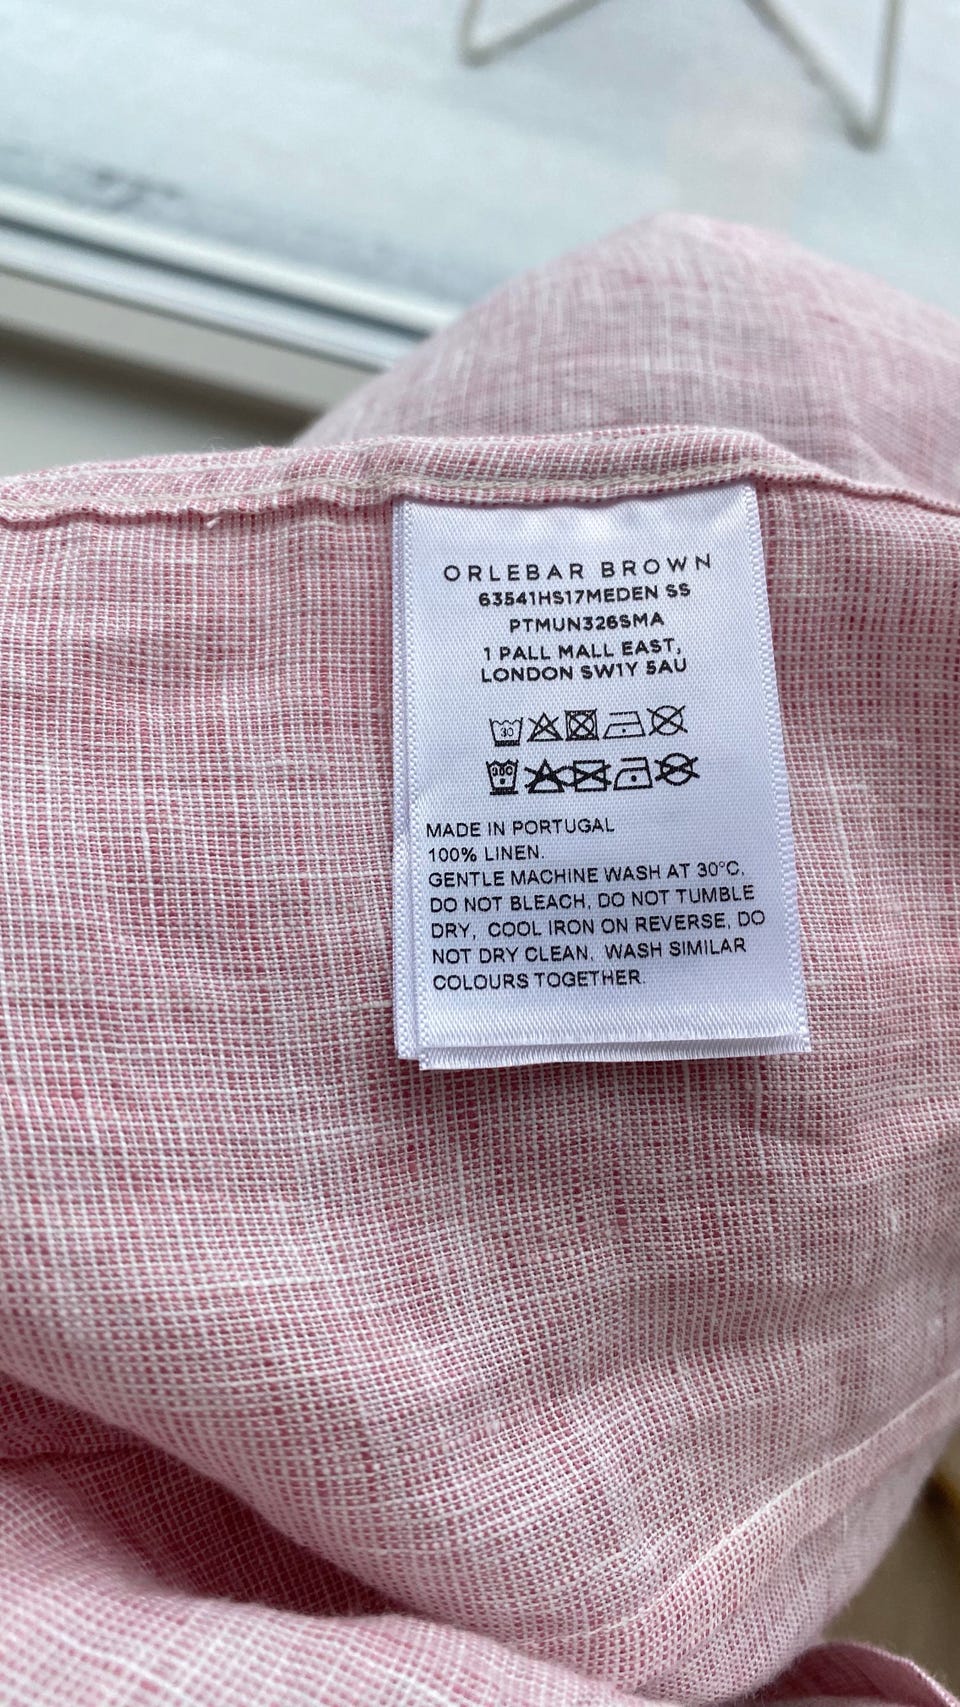 ORLEBAR BROWN
63541HS17MEDEN SS
PTMUN326SMA
1 PALL MALL EAST,
LONDON SW1Y 5AU
30
MADE IN PORTUGAL
100% LINEN.
GENTLE MACHINE WASH AT 30°C,
DO NOT BLEACH, DO NOT TUMBLE
DRY, COOL IRON ON REVERSE, DO
NOT DRY CLEAN, WASH SIMILAR
COLOURS TOGETHER.